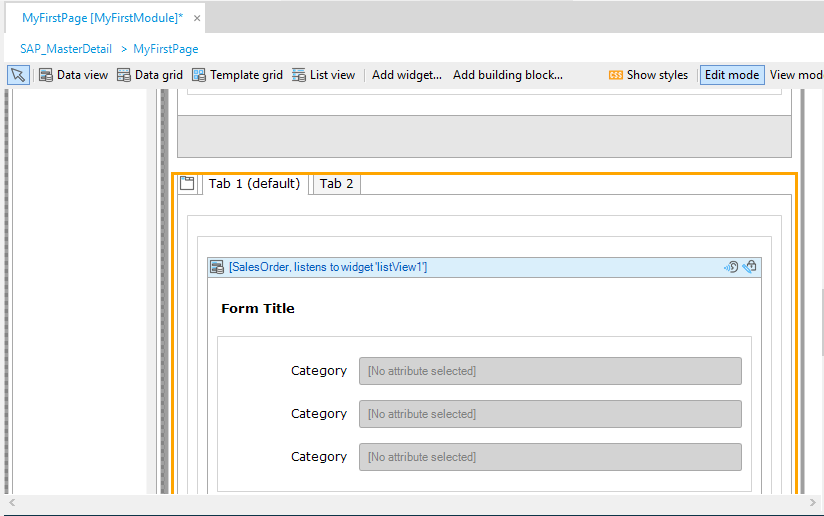 MyFirstPage [MyFirstModule]* ×
SAP_MasterDetail > MyFirstPage
Data view Data grid Template grid List view Add widget... Add building block... CSS Show styles Edit mode View mod
Tab 1 (default) Tab 2
[SalesOrder, listens to widget 'listView1']
Form Title
Category [No attribute selected]
Category [No attribute selected]
Category [No attribute selected]